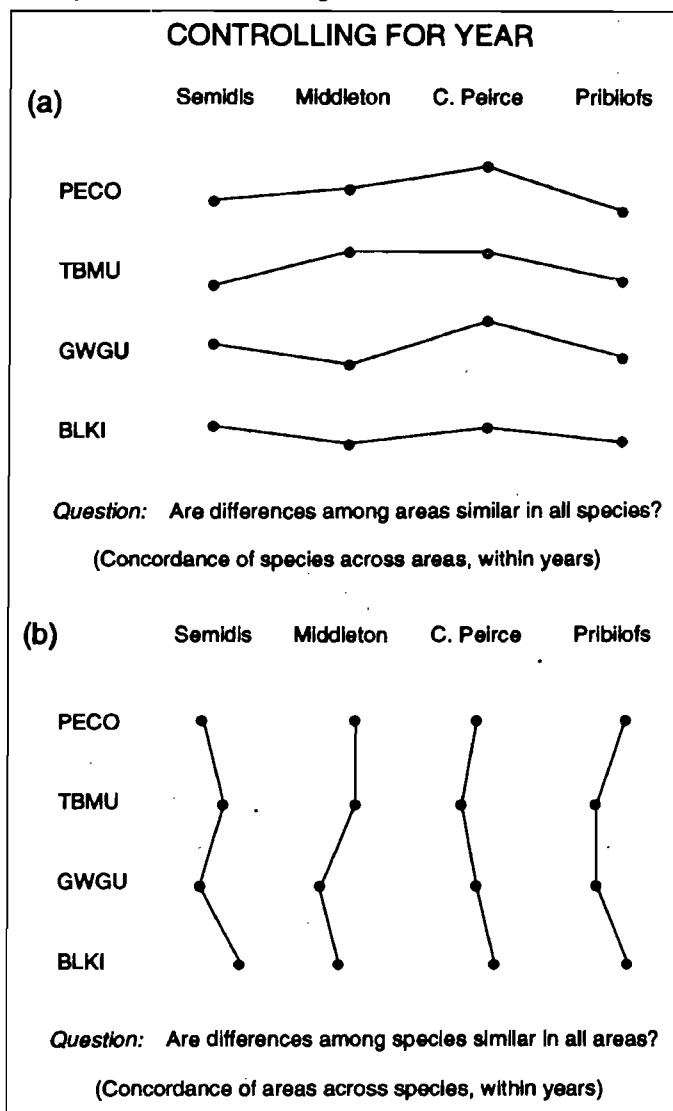 CONTROLLING FOR YEAR
(a) Semidis Middleton C. Peirce Pribilofs
PECO
TBMU
GWGU
BLKI
Question: Are differences among areas similar in all species?
(Concordance of species across areas, within years)
(b) Semidis Middleton C. Peirce Pribilofs
PECO
TBMU
GWGU
BLKI
Question: Are differences among species similar in all areas?
(Concordance of areas across species, within years)